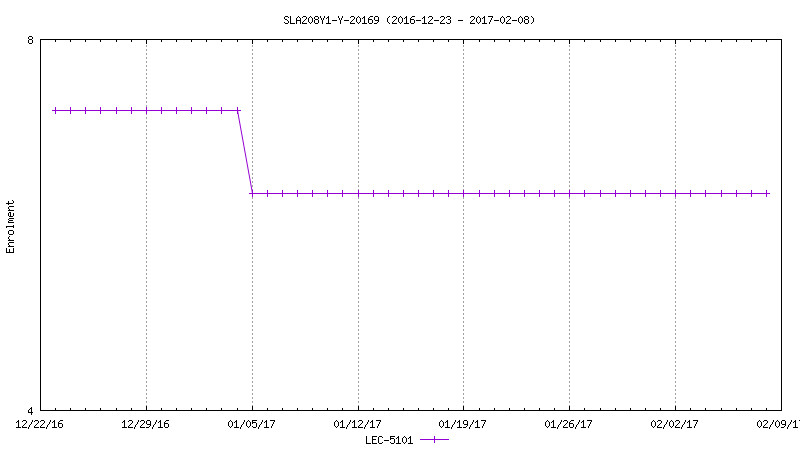 SLA208Y1-Y-20169 (2016-12-23 - 2017-02-08)
8
Enrolment
4
12/22/16 12/29/16 01/05/17 01/12/17 01/19/17 01/26/17 02/02/17 02/09/1
LEC-5101